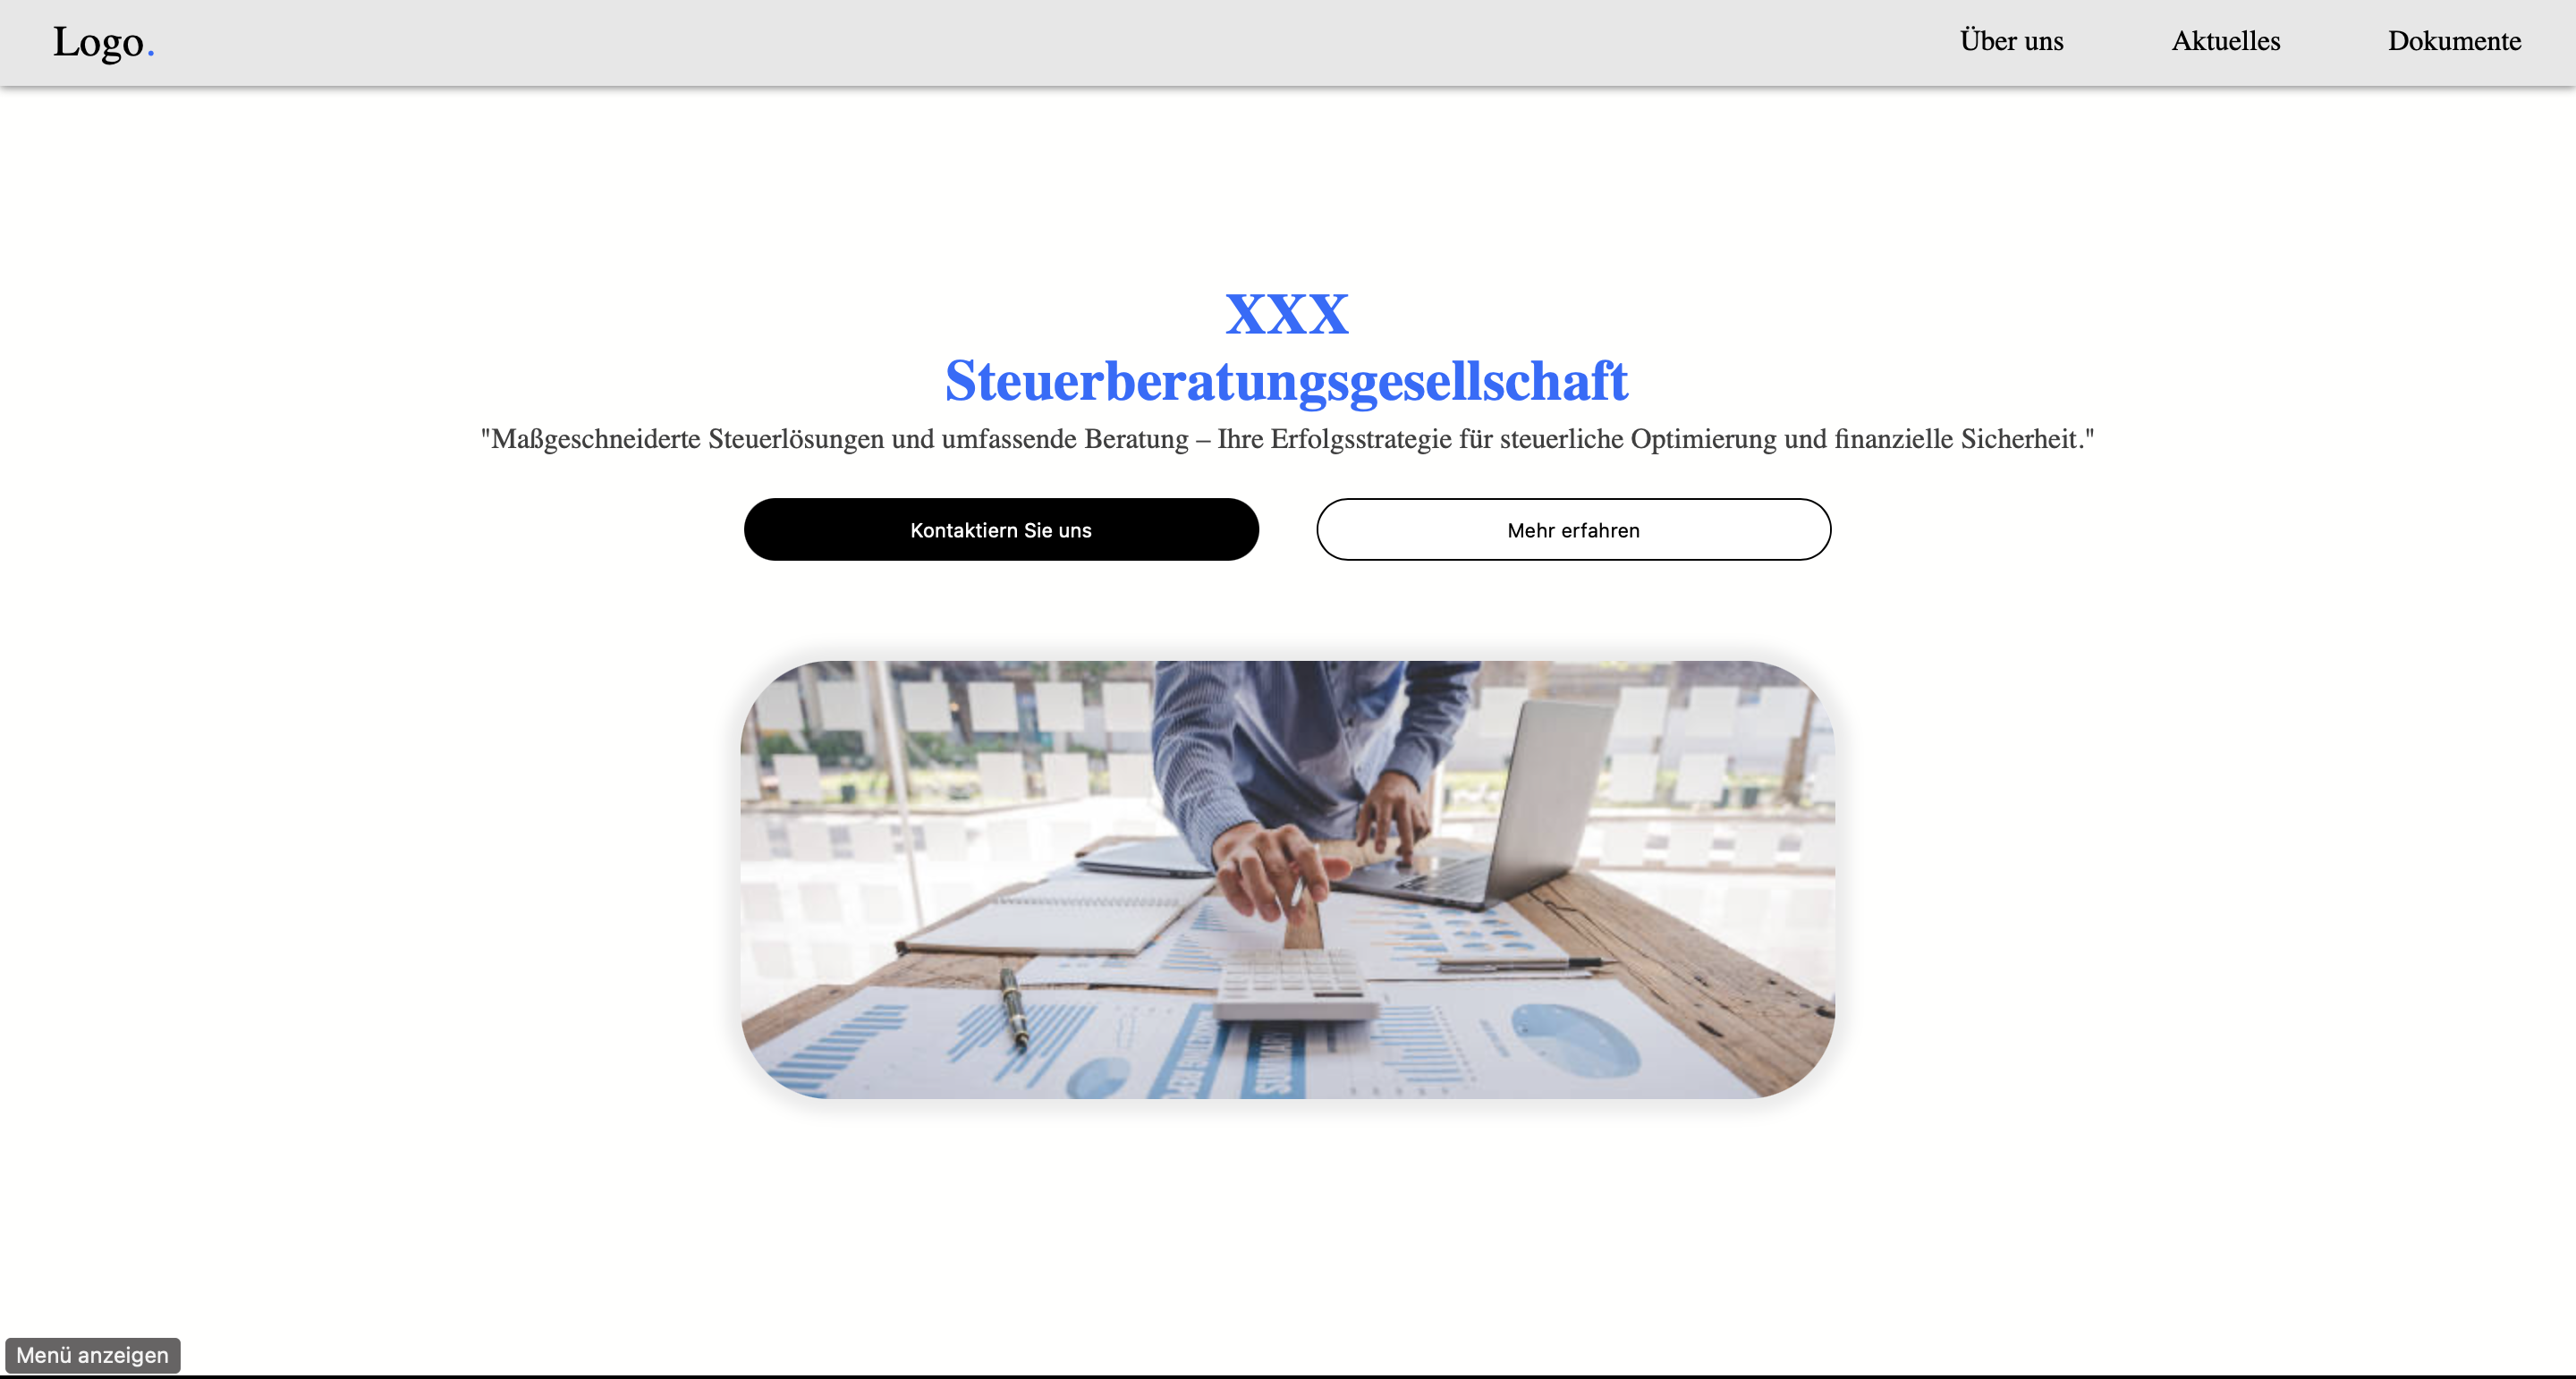 Logo.
Über uns
Aktuelles
Dokumente
xxx
Steuerberatungsgesellschaft
"Maßgeschneiderte Steuerlösungen und umfassende Beratung – Ihre Erfolgsstrategie für steuerliche Optimierung und finanzielle Sicherheit."
Kontaktiern Sie uns
Mehr erfahren
SUMMARY
Menü anzeigen